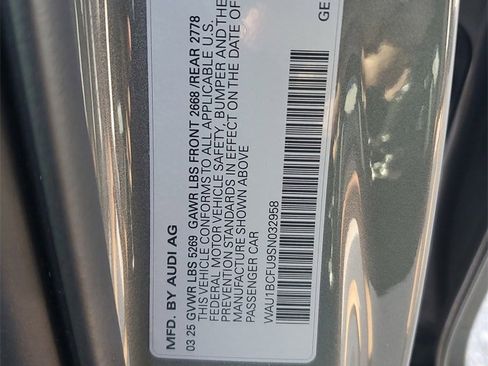 MFD. BY AUDI AG
03 25 GVWR LBS 5269 GAWR LBS FRONT 2668/REAR 2778
THIS VEHICLE CONFORMS TO ALL APPLICABLE U.S.
FEDERAL MOTOR VEHICLE SAFETY, BUMPER AND THE
PREVENTION STANDARDS IN EFFECT ON THE DATE OF
MANUFACTURE SHOWN ABOVE
PASSENGER CAR
WAU1BCFU9SN032958
GE